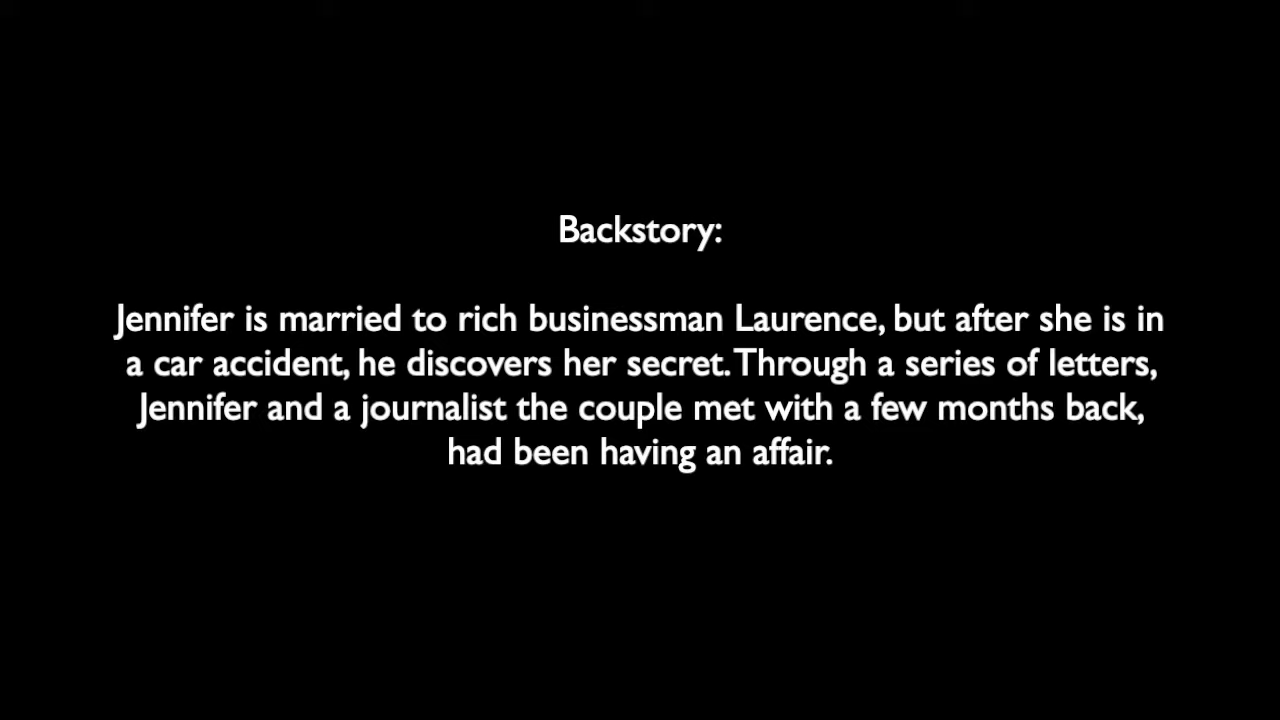 Backstory:
Jennifer is married to rich businessman Laurence, but after she is in
a car accident, he discovers her secret. Through a series of letters,
Jennifer and a journalist the couple met with a few months back,
had been having an affair.